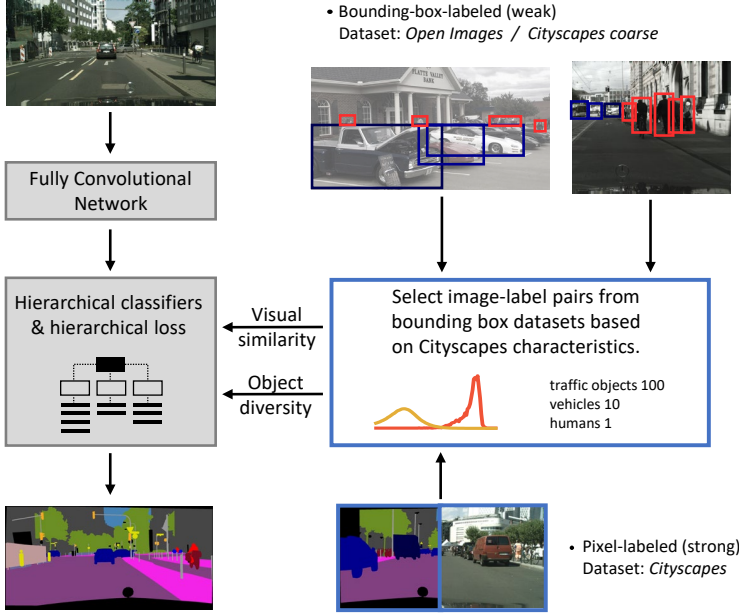 • Bounding-box-labeled (weak)
Dataset: Open Images / Cityscapes coarse
PLATTE VALLEY
BANK
Fully Convolutional
Network
Hierarchical classifiers
& hierarchical loss
Visual
similarity
Object
diversity
Select image-label pairs from
bounding box datasets based
on Cityscapes characteristics.
traffic objects 100
vehicles 10
humans 1
• Pixel-labeled (strong)
Dataset: Cityscapes